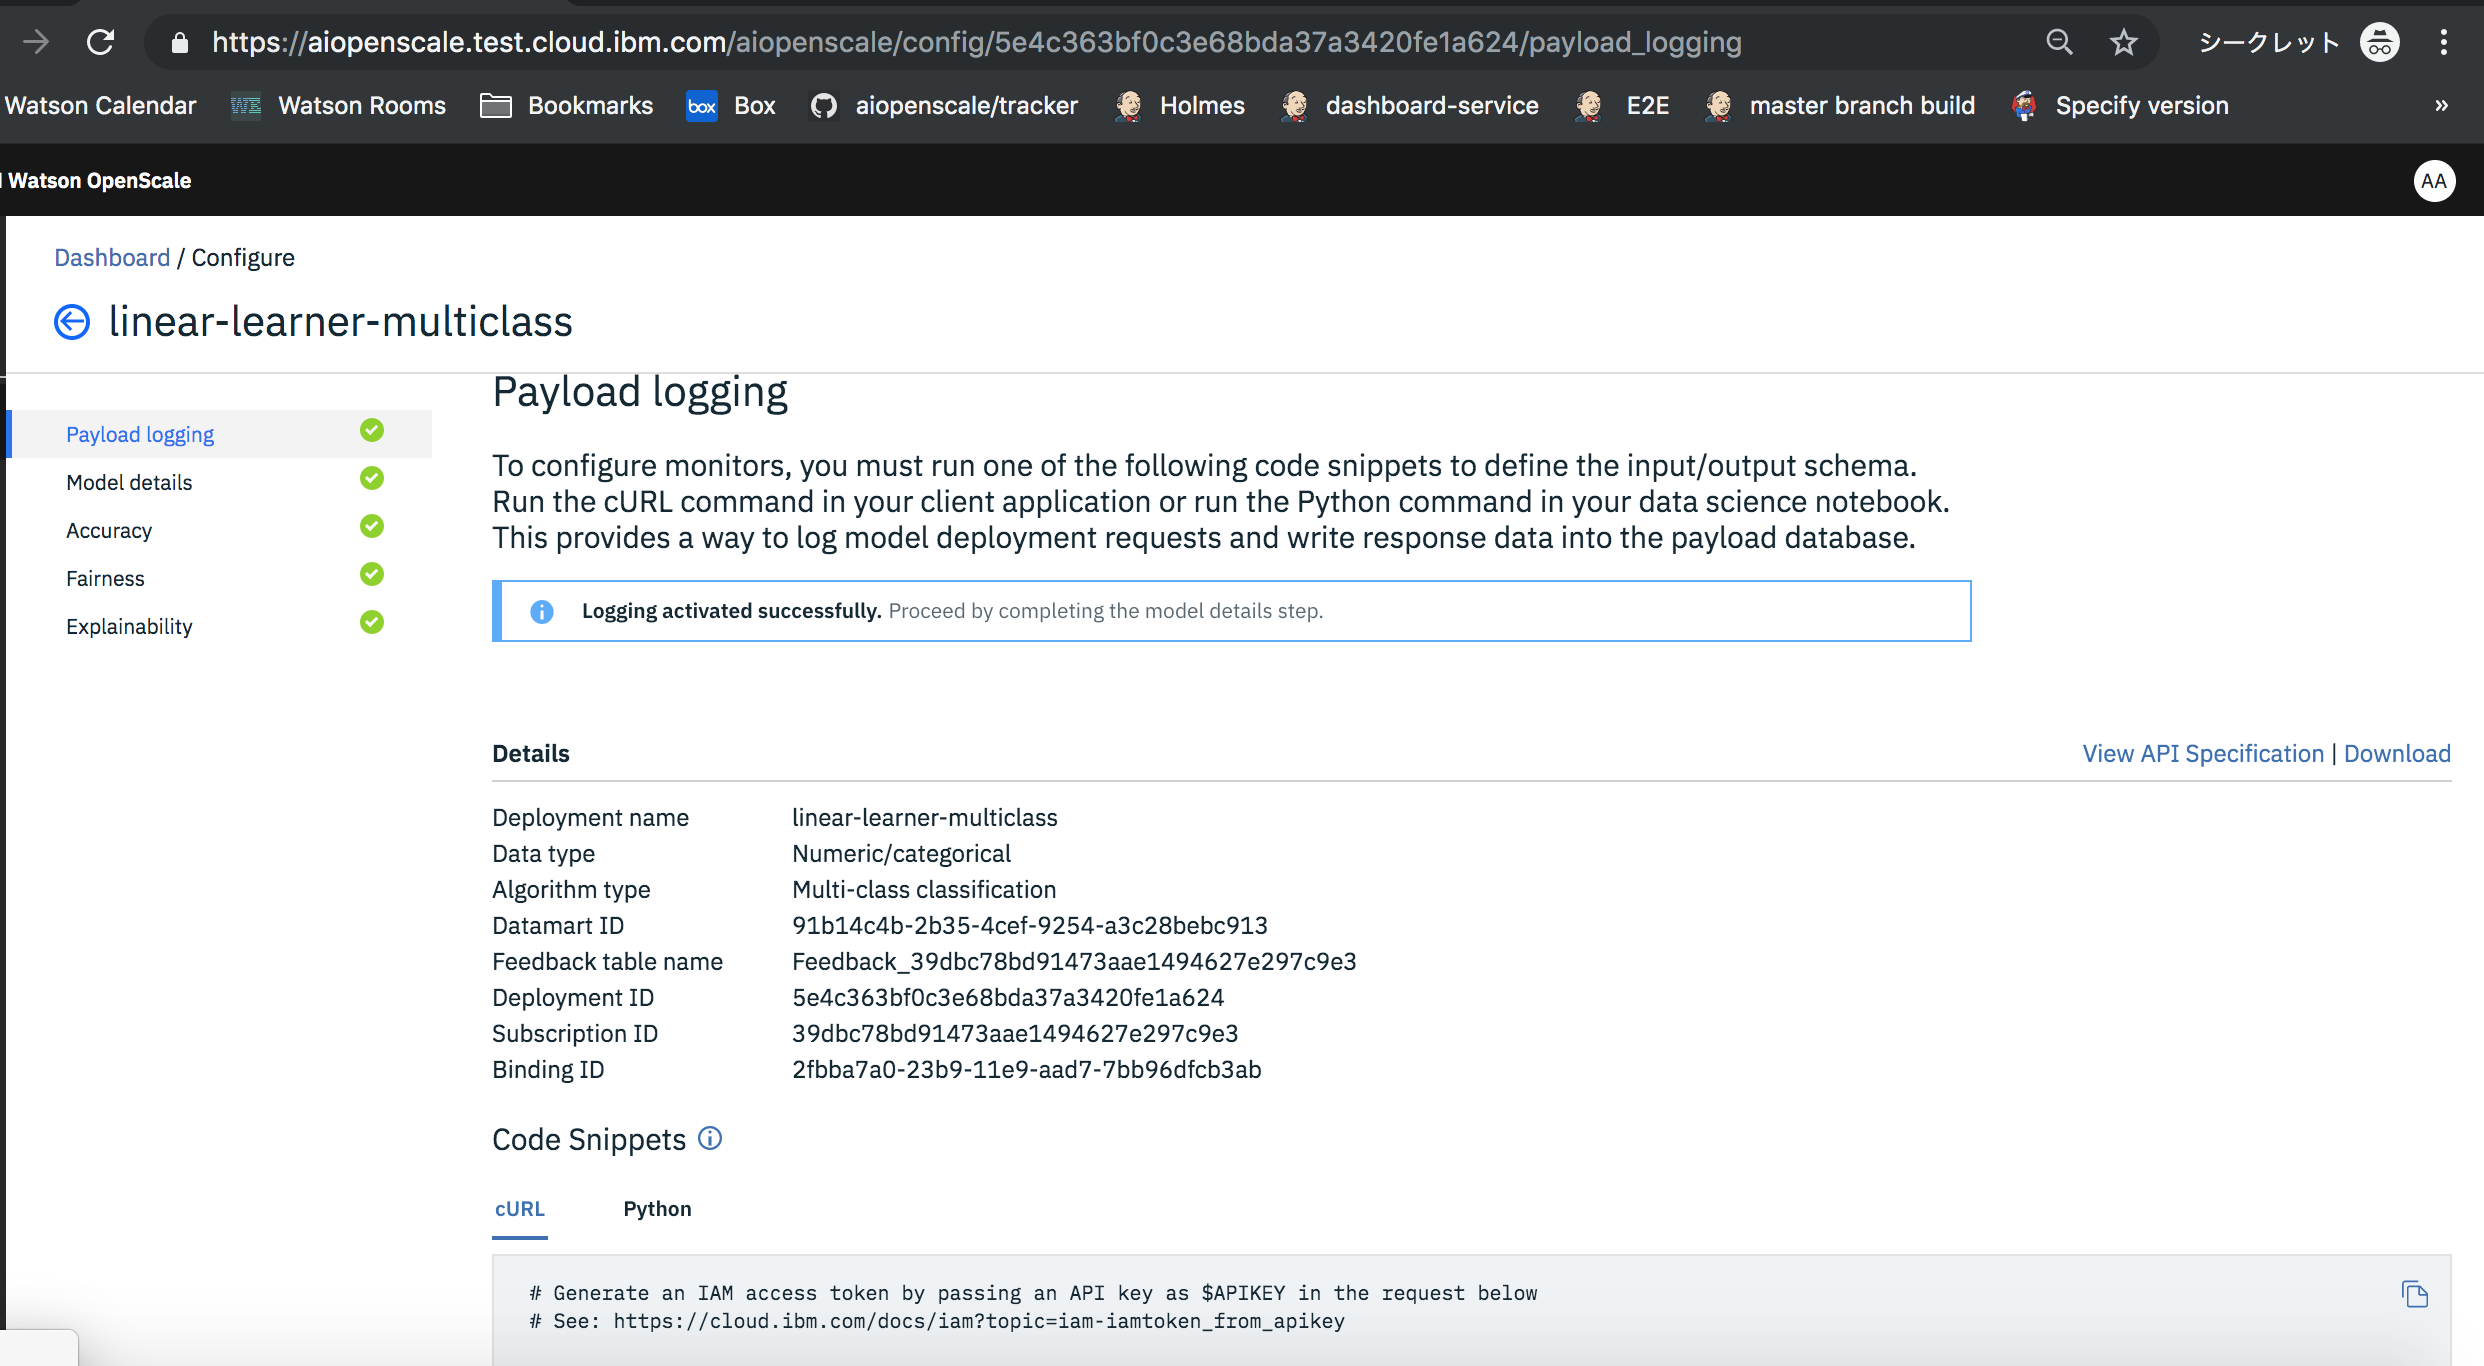 https://aiopenscale.test.cloud.ibm.com/aiopenscale/config/5e4c363bf0c3e68bda37a3420fe1a624/payload_logging シークレット
Watson Calendar Watson Rooms Bookmarks box Box aiopenscale/tracker Holmes dashboard-service E2E master branch build Specify version »
Watson OpenScale AA
Dashboard / Configure
linear-learner-multiclass
Payload logging
Model details
Accuracy
Fairness
Explainability
Payload logging
To configure monitors, you must run one of the following code snippets to define the input/output schema.
Run the cURL command in your client application or run the Python command in your data science notebook.
This provides a way to log model deployment requests and write response data into the payload database.
Logging activated successfully. Proceed by completing the model details step.
Details View API Specification | Download
Deployment name linear-learner-multiclass
Data type Numeric/categorical
Algorithm type Multi-class classification
Datamart ID 91b14c4b-2b35-4cef-9254-a3c28bebc913
Feedback table name Feedback_39dbc78bd91473aae1494627e297c9e3
Deployment ID 5e4c363bf0c3e68bda37a3420fe1a624
Subscription ID 39dbc78bd91473aae1494627e297c9e3
Binding ID 2fbba7a0-23b9-11e9-aad7-7bb96dfcb3ab
Code Snippets
cURL Python
# Generate an IAM access token by passing an API key as $APIKEY in the request below
# See: https://cloud.ibm.com/docs/iam?topic=iam-iamtoken_from_apikey